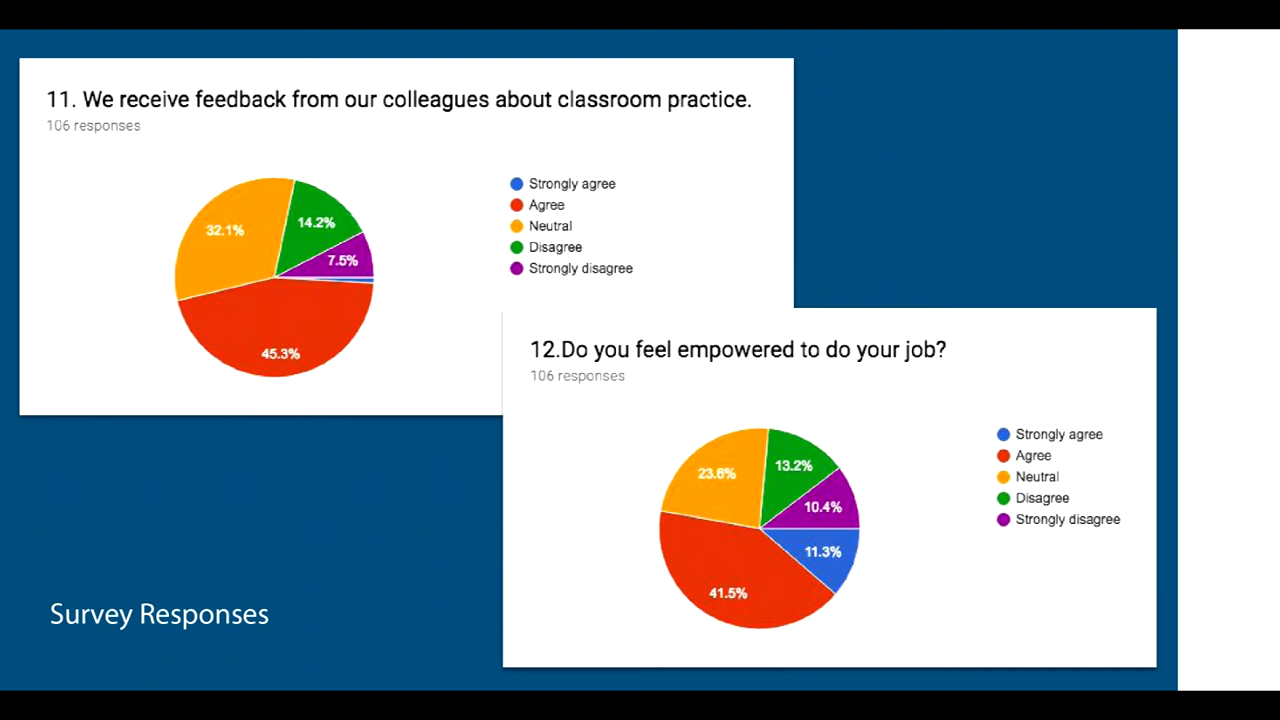 11. We receive feedback from our colleagues about classroom practice.
106 responses
Strongly agree
Agree
Neutral
Disagree
Strongly disagree
32.1%
14.2%
7.5%
45.3%
12.Do you feel empowered to do your job?
106 responses
Strongly agree
Agree
Neutral
Disagree
Strongly disagree
23.6%
13.2%
10.4%
11.3%
41.5%
Survey Responses